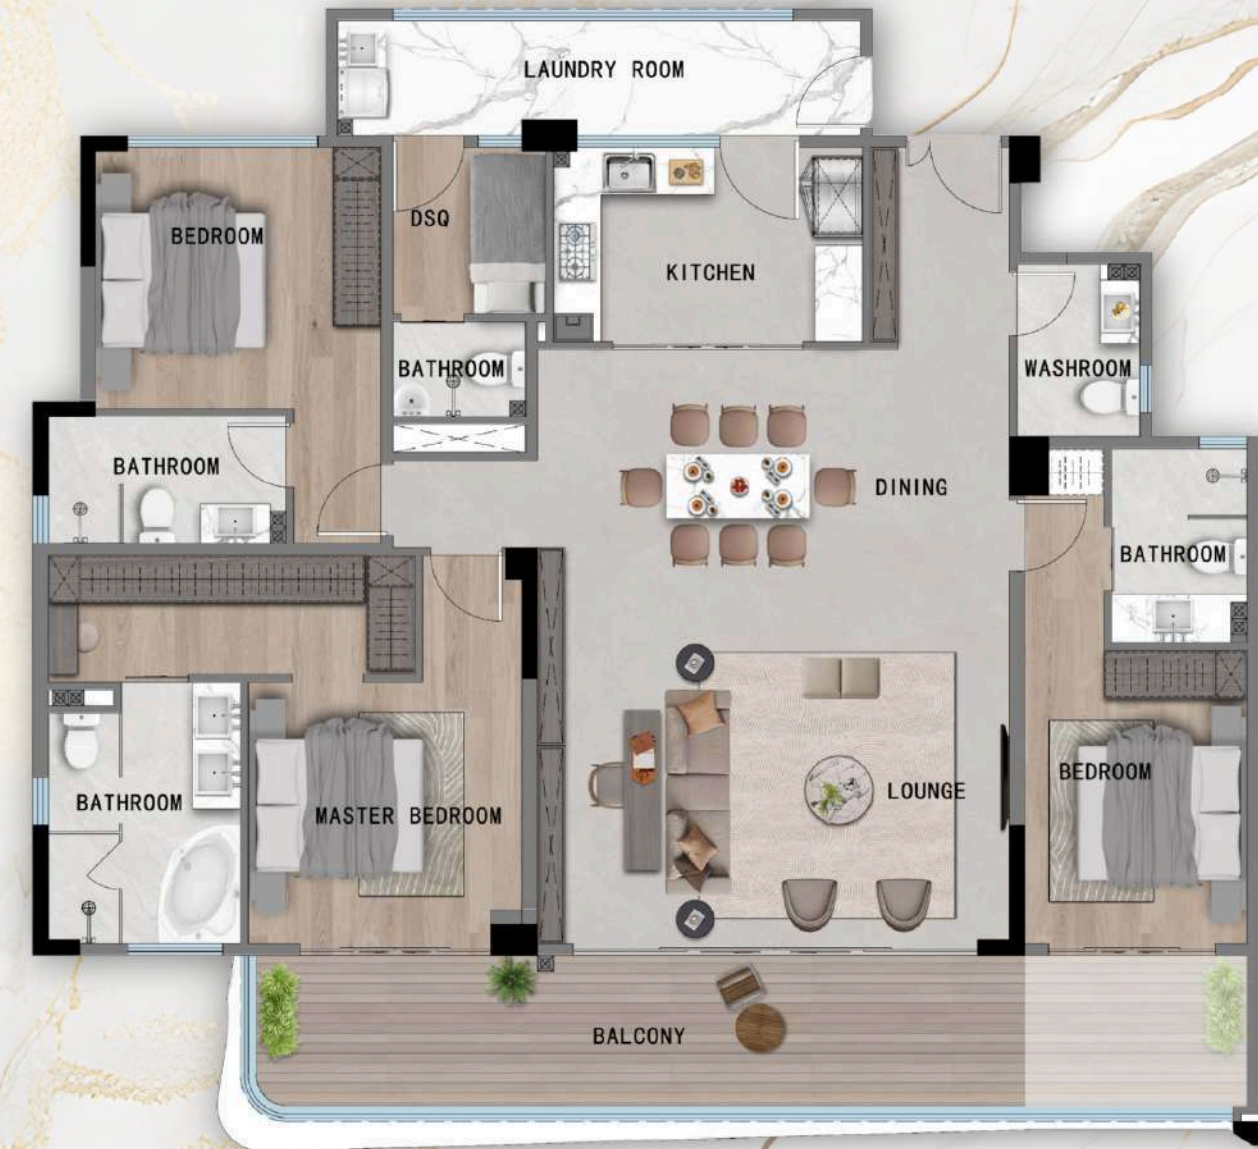 LAUNDRY ROOM
BEDROOM
DSQ
KITCHEN
BATHROOM
WASHROOM
BATHROOM
DINING
BATHROOM
BATHROOM
MASTER BEDROOM
LOUNGE
BEDROOM
BALCONY